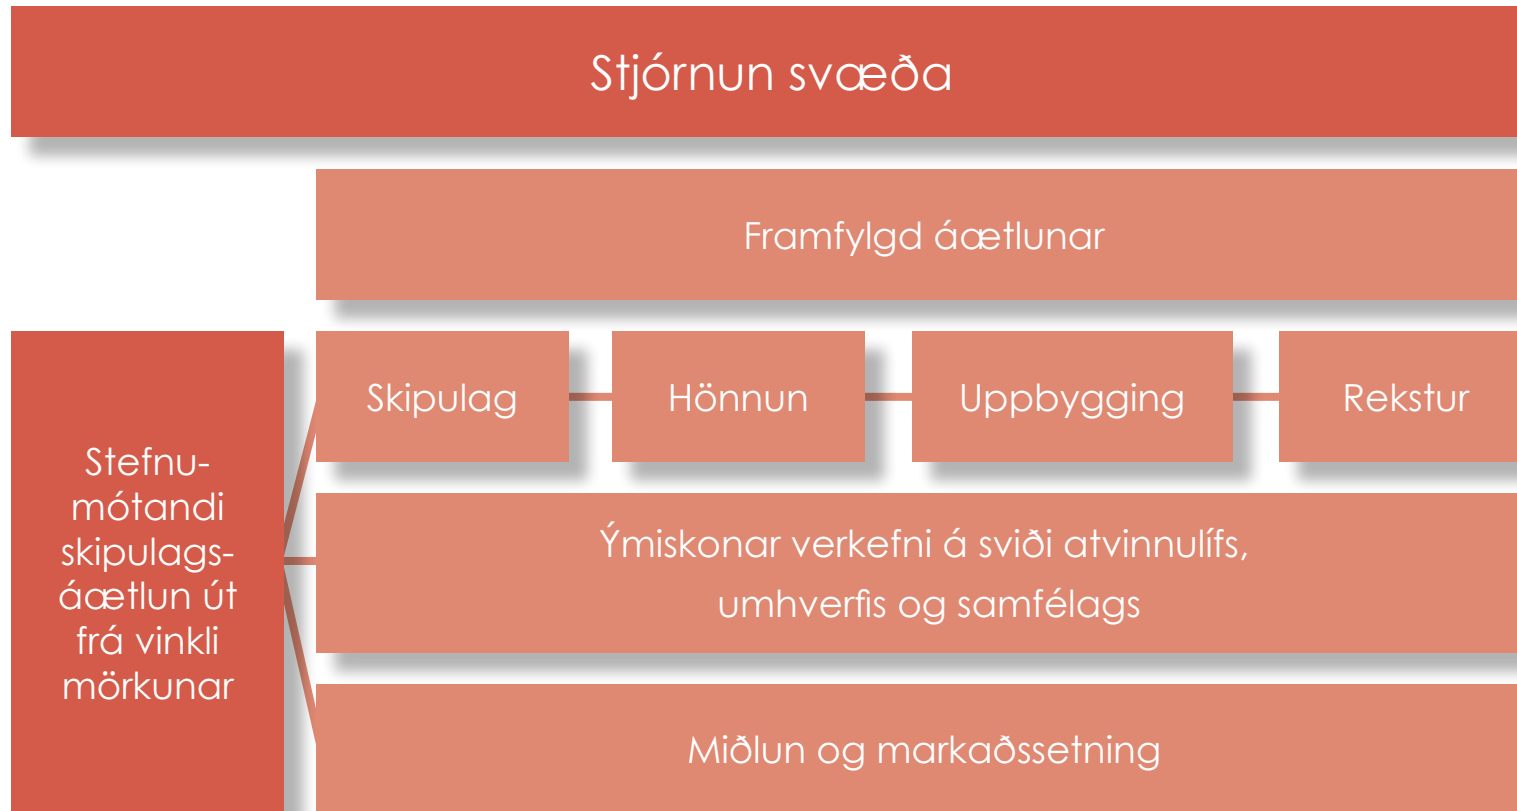 Stjórnun svæða
Framfylgd áætlunar
Stefnu-
mótandi
skipulags-
áætlun út
frá vinkli
mörkunar
Skipulag
Hönnun
Uppbygging
Rekstur
Ýmiskonar verkefni á sviði atvinnulífs,
umhverfis og samfélags
Miðlun og markaðssetning